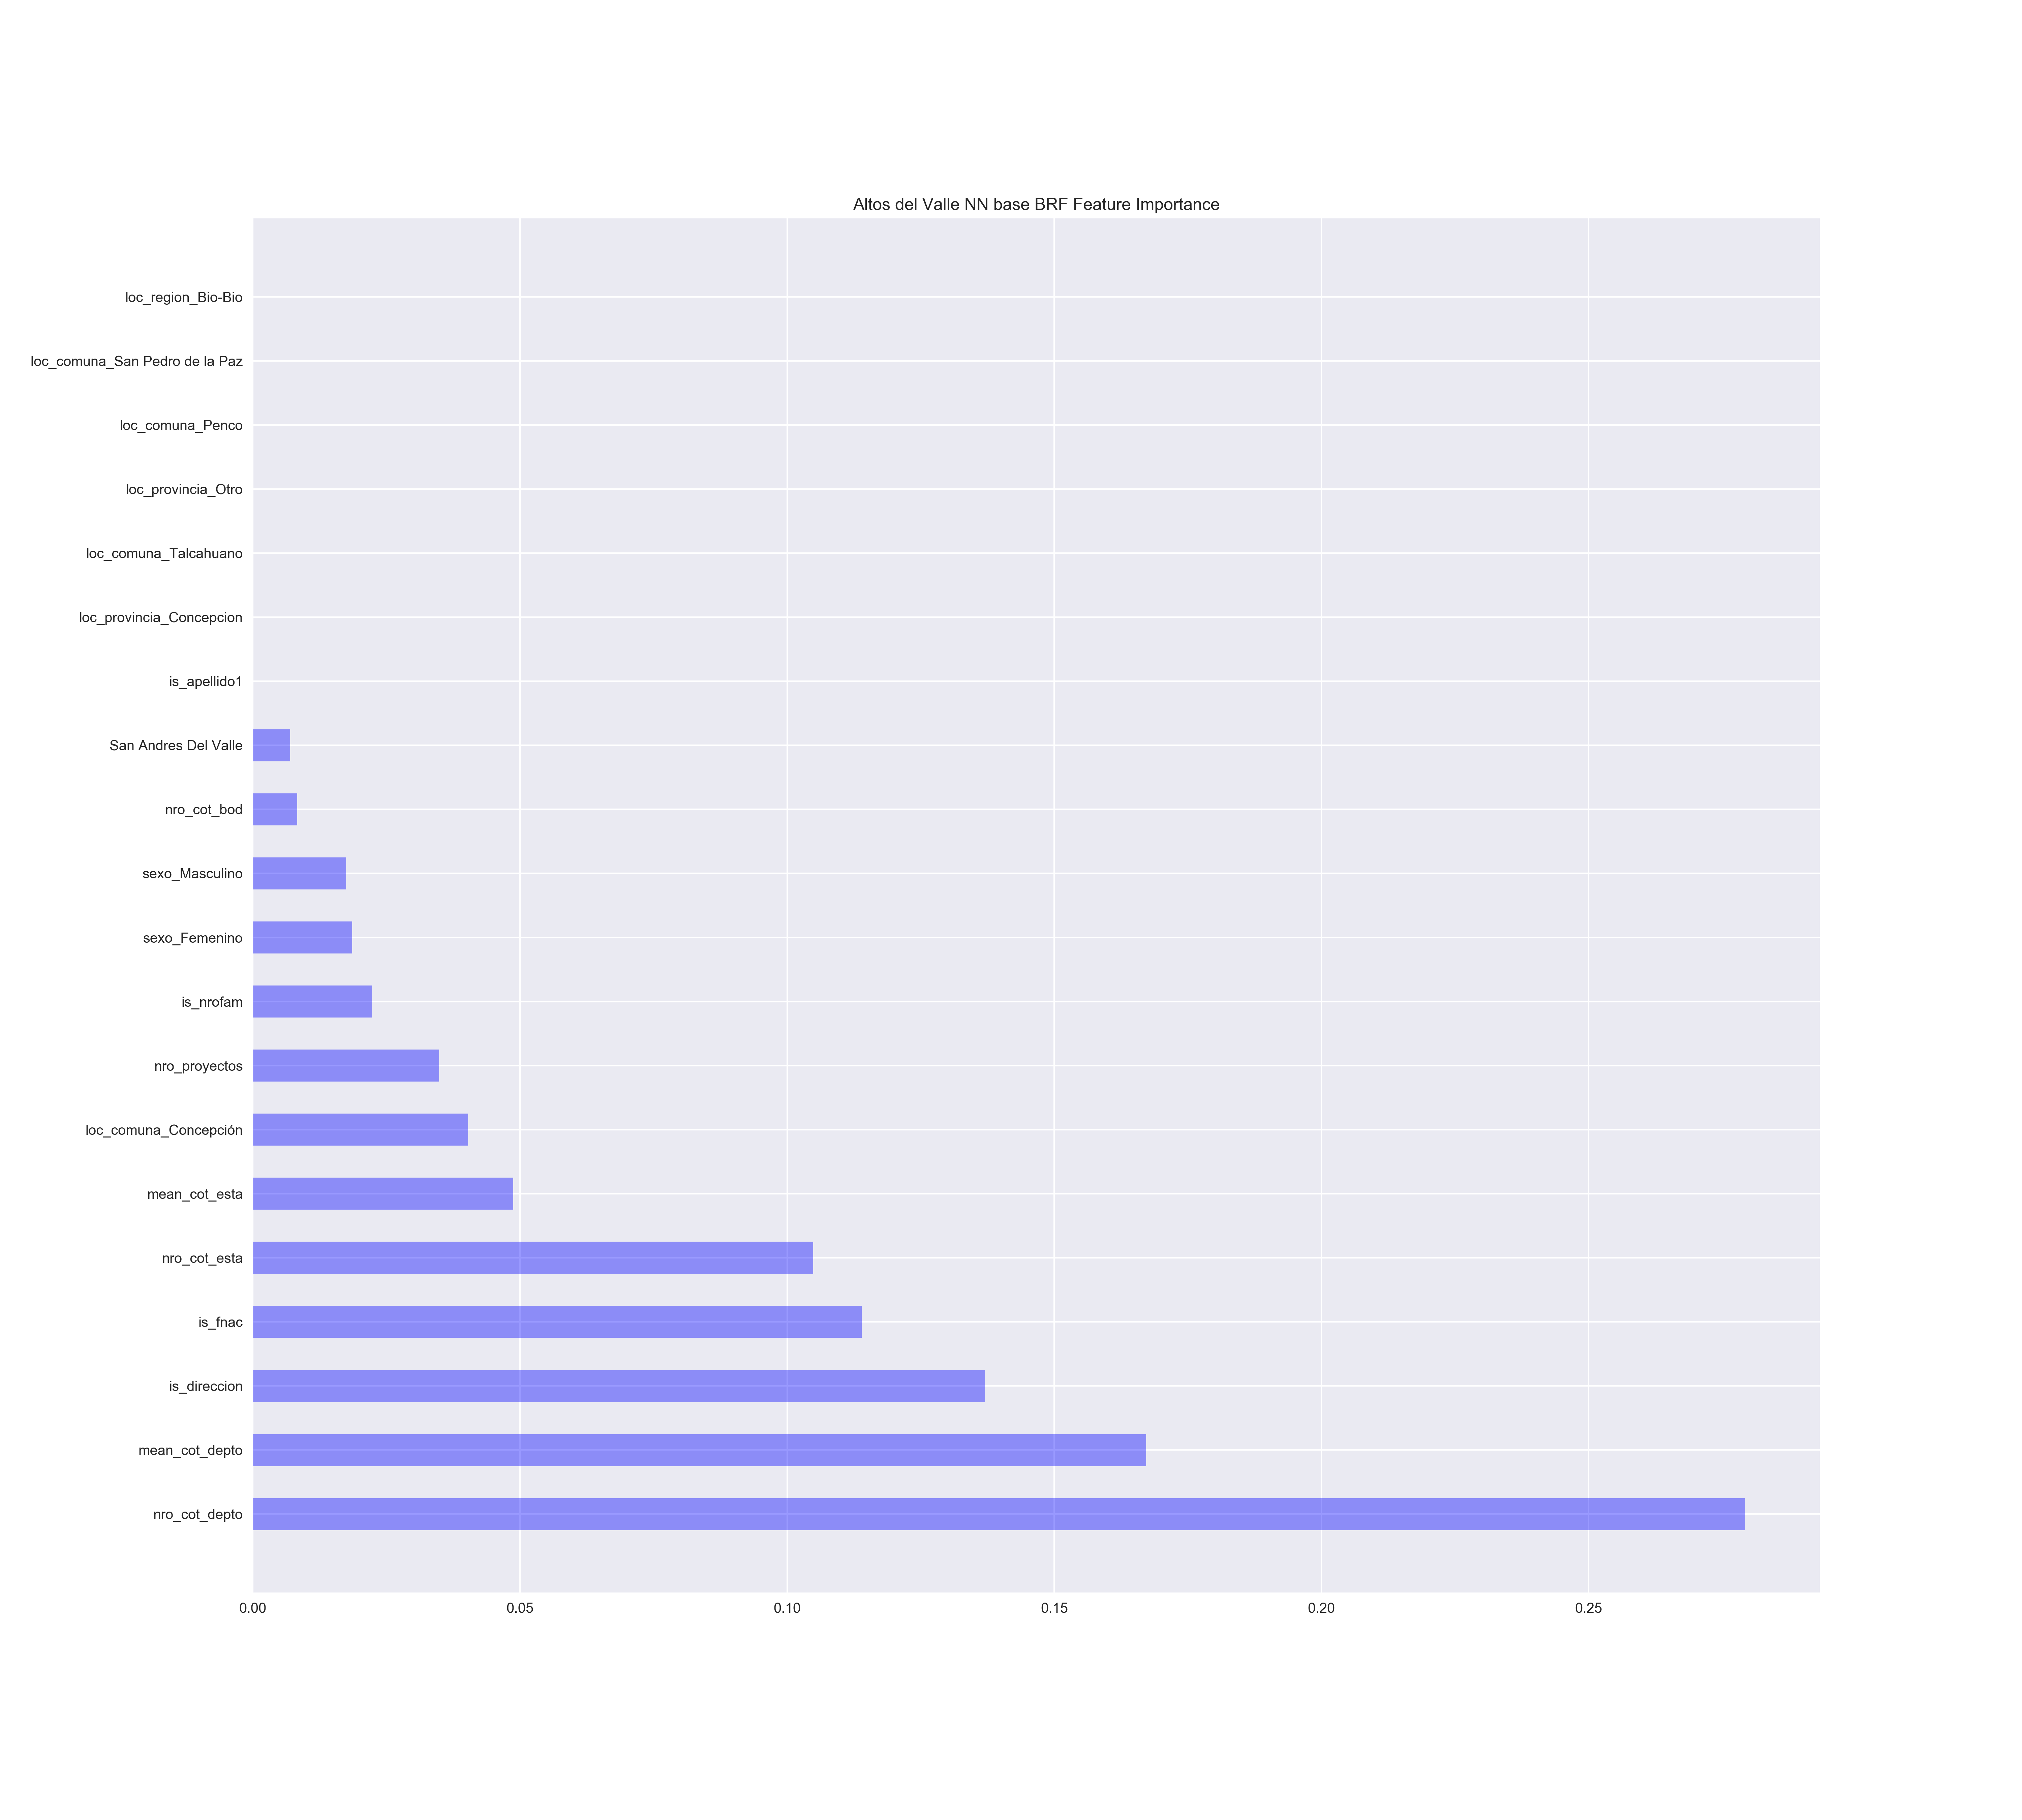 Altos del Valle NN base BRF Feature Importance
loc_region_Bio-Bio
loc_comuna_San Pedro de la Paz
loc_comuna_Penco
loc_provincia_Otro
loc_comuna_Talcahuano
loc_provincia_Concepcion
is_apellido1
San Andres Del Valle
nro_cot_bod
sexo_Masculino
sexo_Femenino
is_nrofam
nro_proyectos
loc_comuna_Concepción
mean_cot_esta
nro_cot_esta
is_fnac
is_direccion
mean_cot_depto
nro_cot_depto
0.00 0.05 0.10 0.15 0.20 0.25